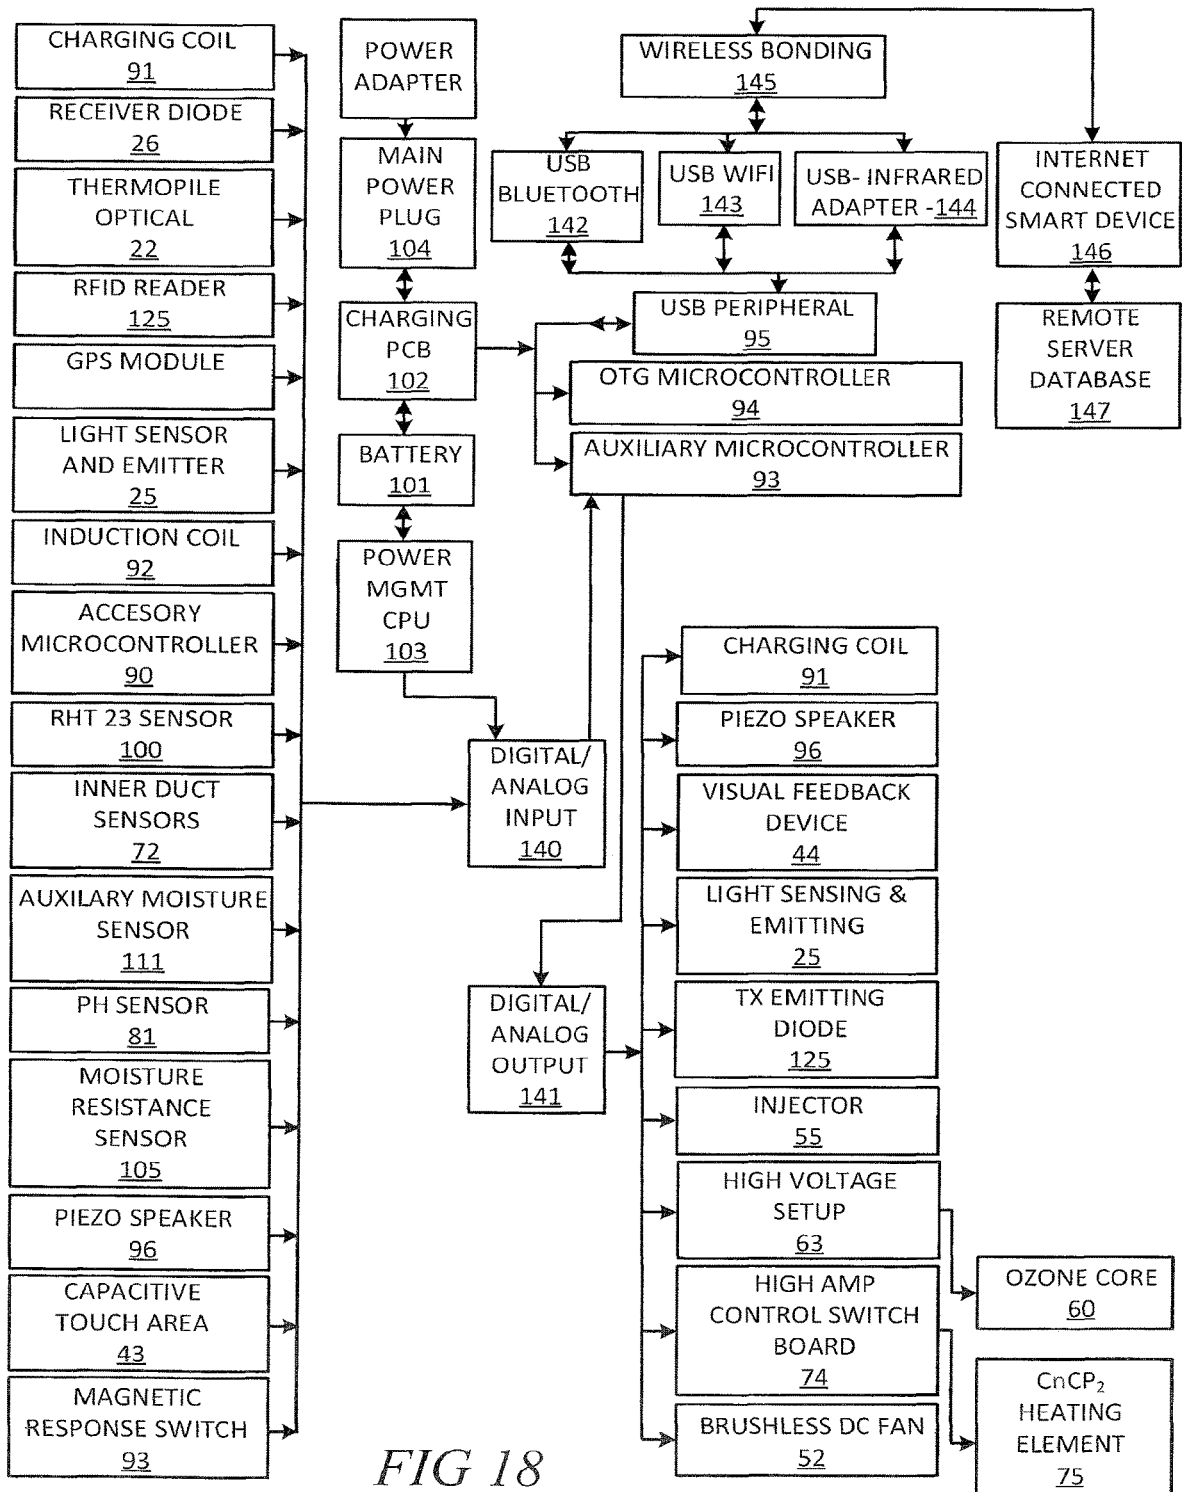 CHARGING COIL
91
RECEIVER DIODE
26
THERMOPILE
OPTICAL
22
RFID READER
125
GPS MODULE
LIGHT SENSOR
AND EMITTER
25
INDUCTION COIL
92
ACCESORY
MICROCONTROLLER
90
RHT 23 SENSOR
100
INNER DUCT
SENSORS
72
AUXILARY MOISTURE
SENSOR
111
PH SENSOR
81
MOISTURE
RESISTANCE
SENSOR
105
PIEZO SPEAKER
96
CAPACITIVE
TOUCH AREA
43
MAGNETIC
RESPONSE SWITCH
93
POWER
ADAPTER
MAIN
POWER
PLUG
104
CHARGING
PCB
102
BATTERY
101
POWER
MGMT
CPU
103
WIRELESS BONDING
145
USB
BLUETOOTH
142
USB WIFI
143
USB- INFRARED
ADAPTER -144
INTERNET
CONNECTED
SMART DEVICE
146
REMOTE
SERVER
DATABASE
147
USB PERIPHERAL
95
OTG MICROCONTROLLER
94
AUXILIARY MICROCONTROLLER
93
DIGITAL/
ANALOG
INPUT
140
DIGITAL/
ANALOG
OUTPUT
141
CHARGING COIL
91
PIEZO SPEAKER
96
VISUAL FEEDBACK
DEVICE
44
LIGHT SENSING &
EMITTING
25
TX EMITTING
DIODE
125
INJECTOR
55
HIGH VOLTAGE
SETUP
63
HIGH AMP
CONTROL SWITCH
BOARD
74
BRUSHLESS DC FAN
52
OZONE CORE
60
CnCP₂
HEATING
ELEMENT
75
FIG 18